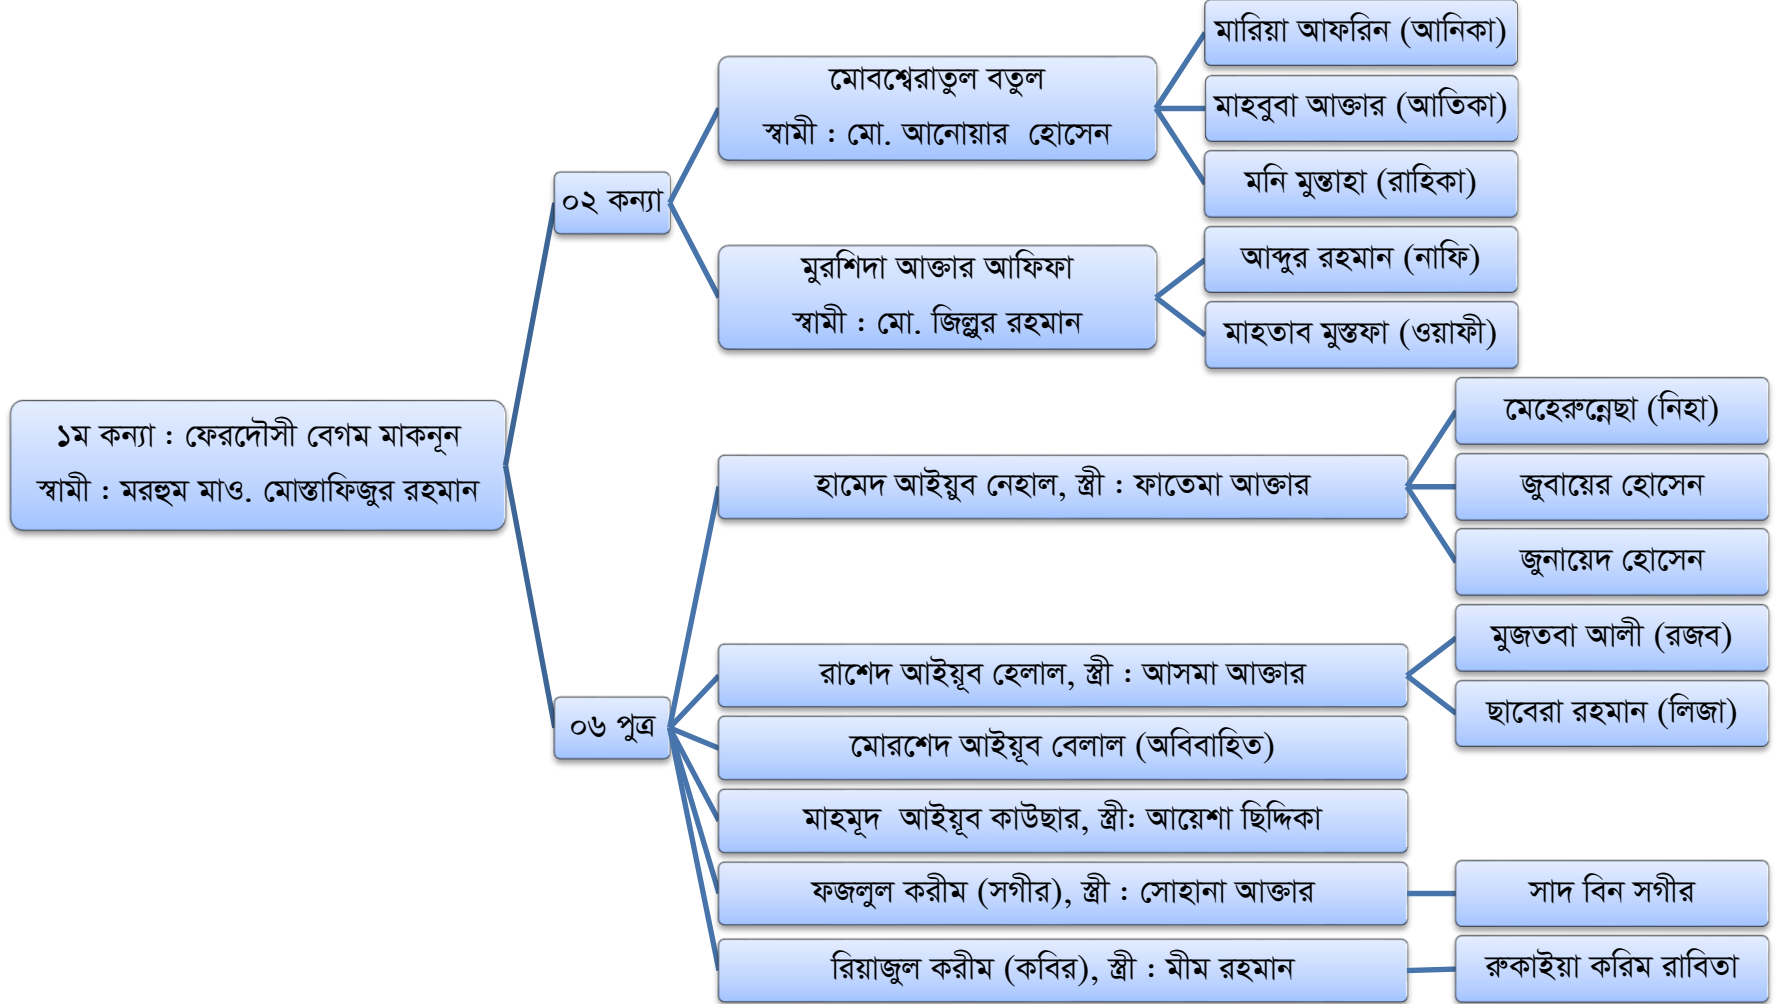 ১ম কন্যা : ফেরদৌসী বেগম মাকনূন
স্বামী : মরহুম মাও. মোস্তাফিজুর রহমান
০২ কন্যা
মোবশ্বেরাতুল বতুল
স্বামী : মো. আনোয়ার হোসেন
মারিয়া আফরিন (আনিকা)
মাহবুবা আক্তার (আতিকা)
মনি মুন্তাহা (রাহিকা)
মুরশিদা আক্তার আফিফা
স্বামী : মো. জিল্লুর রহমান
আব্দুর রহমান (নাফি)
মাহতাব মুস্তফা (ওয়াফী)
০৬ পুত্র
হামেদ আইয়ুব নেহাল, স্ত্রী : ফাতেমা আক্তার
মেহেরুন্নেছা (নিহা)
জুবায়ের হোসেন
জুনায়েদ হোসেন
রাশেদ আইয়ূব হেলাল, স্ত্রী : আসমা আক্তার
মুজতবা আলী (রজব)
ছাবেরা রহমান (লিজা)
মোরশেদ আইয়ূব বেলাল (অবিবাহিত)
মাহমূদ আইয়ূব কাউছার, স্ত্রী: আয়েশা ছিদ্দিকা
ফজলুল করীম (সগীর), স্ত্রী : সোহানা আক্তার
সাদ বিন সগীর
রিয়াজুল করীম (কবির), স্ত্রী : মীম রহমান
রুকাইয়া করিম রাবিতা